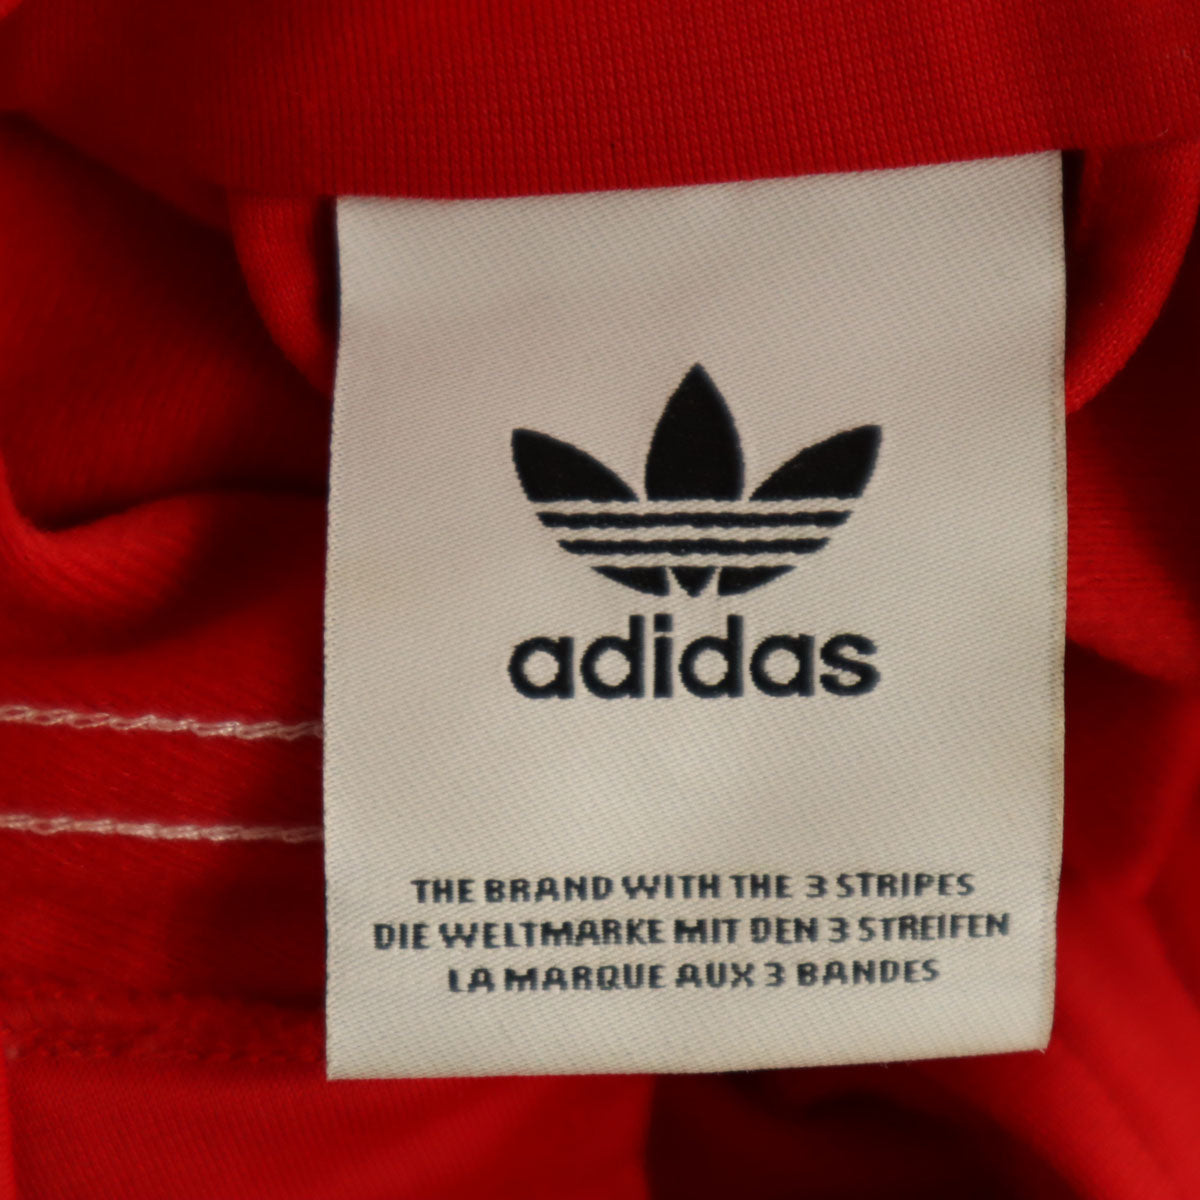 adidas
THE BRAND WITH THE 3 STRIPES
DIE WELTMARKE MIT DEN 3 STREIFEN
LA MARQUE AUX 3 BANDES